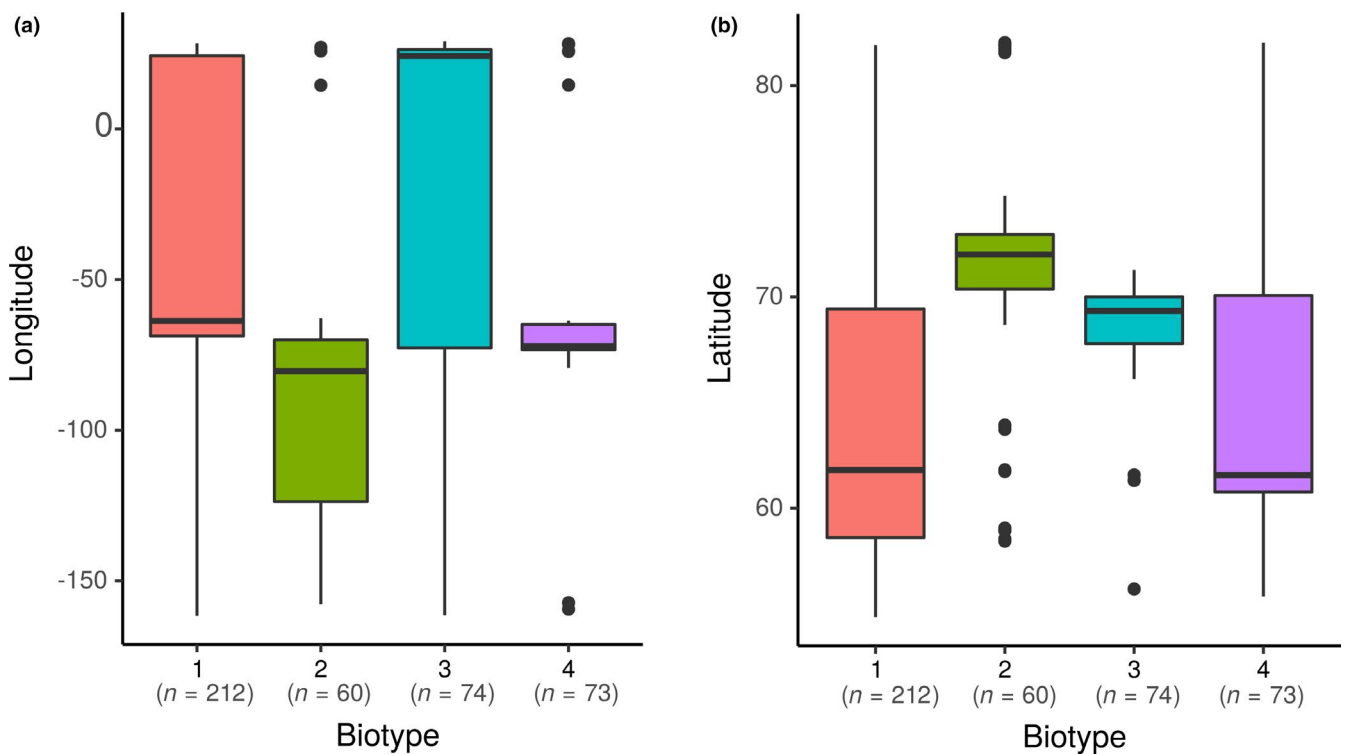 (a)
Longitude
0
-50
-100
-150
1 2 3 4
(n = 212) (n = 60) (n = 74) (n = 73)
Biotype
(b)
Latitude
80
70
60
1 2 3 4
(n = 212) (n = 60) (n = 74) (n = 73)
Biotype